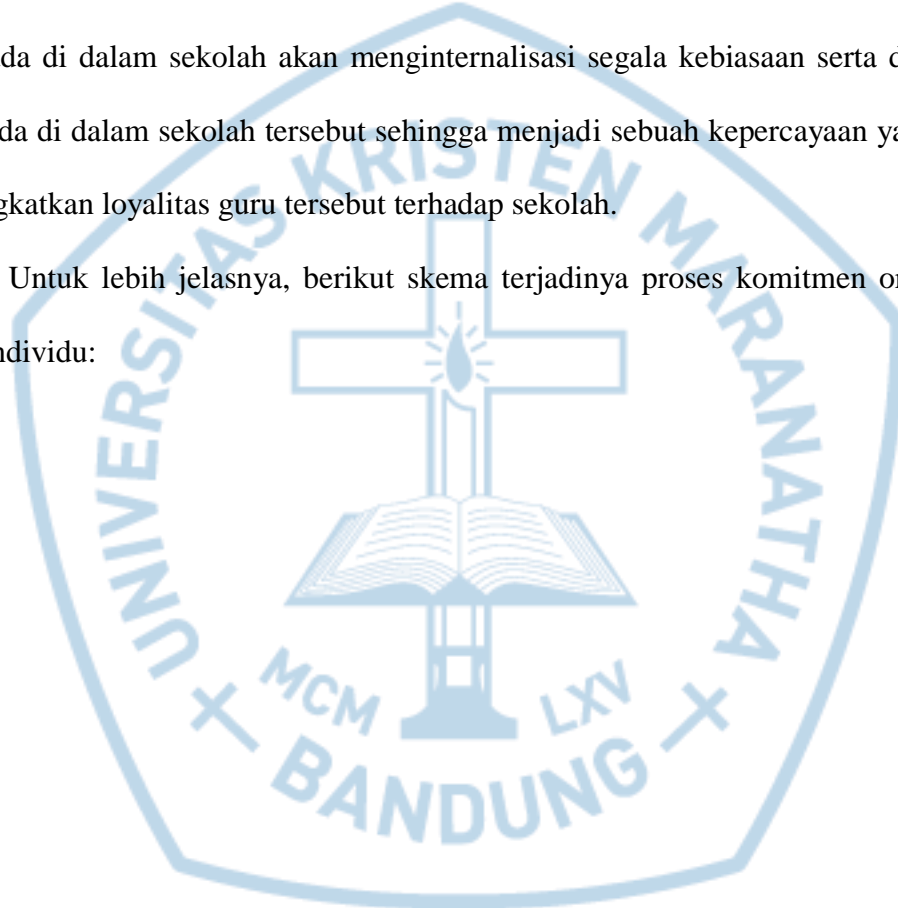 da di dalam sekolah akan menginternalisasi segala kebiasaan serta d
da di dalam sekolah tersebut sehingga menjadi sebuah kepercayaan ya
gkatkan loyalitas guru tersebut terhadap sekolah.
Untuk lebih jelasnya, berikut skema terjadinya proses komitmen or
ndividu:
UNIVERSITAS KRISTEN MARANATHA
MCM LXV
BANDUNG